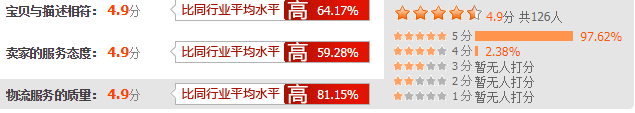 宝贝与描述相符： 4.9分 比同行业平均水平 高 64.17%
卖家的服务态度： 4.9分 比同行业平均水平 高 59.28%
物流服务的质量： 4.9分 比同行业平均水平 高 81.15%
4.9分 共126人
5分 97.62%
4分 2.38%
3分 暂无人打分
2分 暂无人打分
1分 暂无人打分